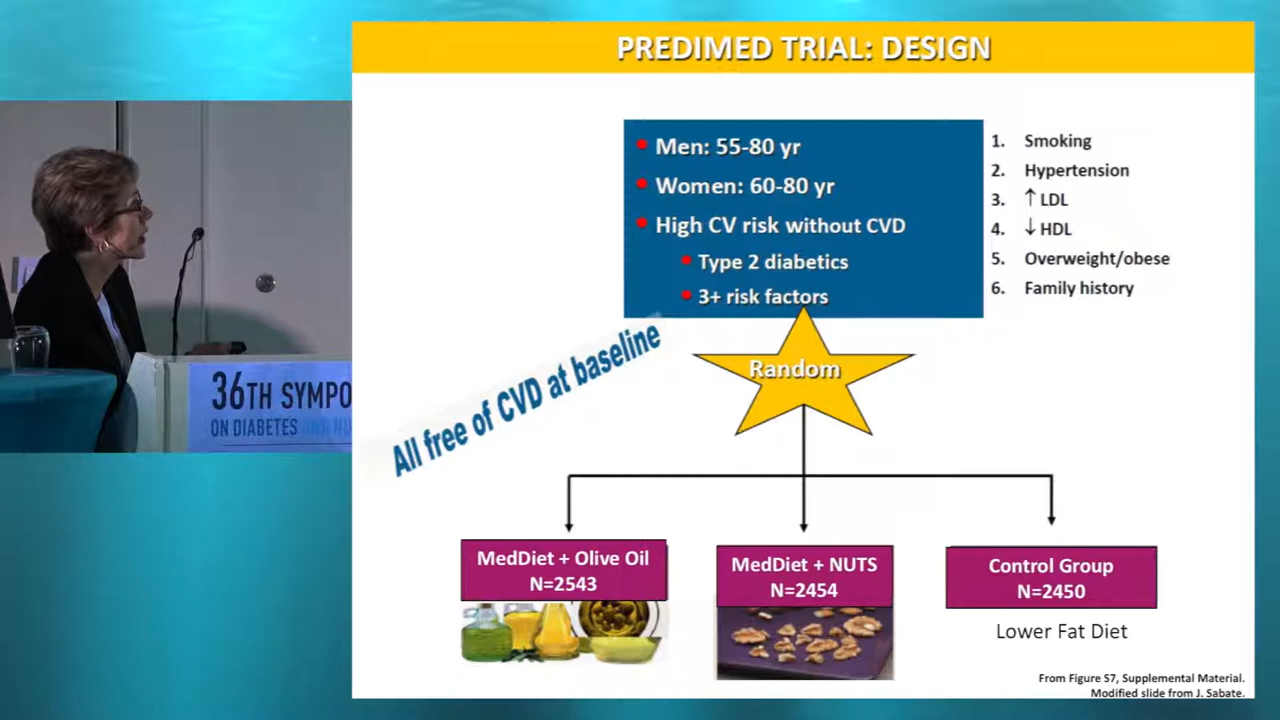 PREDIMED TRIAL: DESIGN
Men: 55-80 yr
Women: 60-80 yr
High CV risk without CVD
Type 2 diabetics
3+ risk factors
1. Smoking
2. Hypertension
3. ↑ LDL
4. ↓ HDL
5. Overweight/obese
6. Family history
All free of CVD at baseline
Random
MedDiet + Olive Oil
N=2543
MedDiet + NUTS
N=2454
Control Group
N=2450
Lower Fat Diet
From Figure S7, Supplemental Material.
Modified slide from J. Sabate.
36TH SYMPO
ON DIABETES